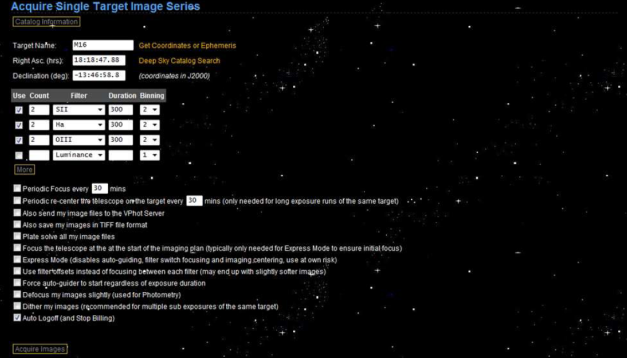 Acquire Single Target Image Series
Catalog Information
Target Name: M16 Get Coordinates or Ephemeris
Right Asc. (hrs): 18:18:47.88 Deep Sky Catalog Search
Declination (deg): -13:46:58.8 (coordinates in J2000)
Use Count Filter Duration Binning
2 SII 300 2
2 Ha 300 2
2 OIII 300 2
Luminance 1
More
Periodic Focus every 30 mins
Periodic re-center the telescope on the target every 30 mins (only needed for long exposure runs of the same target)
Also send my image files to the VPhot Server
Also save my images in TIFF file format
Plate solve all my image files
Focus the telescope at the at the start of the imaging plan (typically only needed for Express Mode to ensure initial focus)
Express Mode (disables auto-guiding, filter switch focusing and imaging centering, use at own risk)
Use filter offsets instead of focusing between each filter (may end up with slightly softer images)
Force auto-guider to start regardless of exposure duration
Defocus my images slightly (used for Photometry)
Dither my images (recommended for multiple sub exposures of the same target)
Auto Logoff (and Stop Billing)
Acquire Images